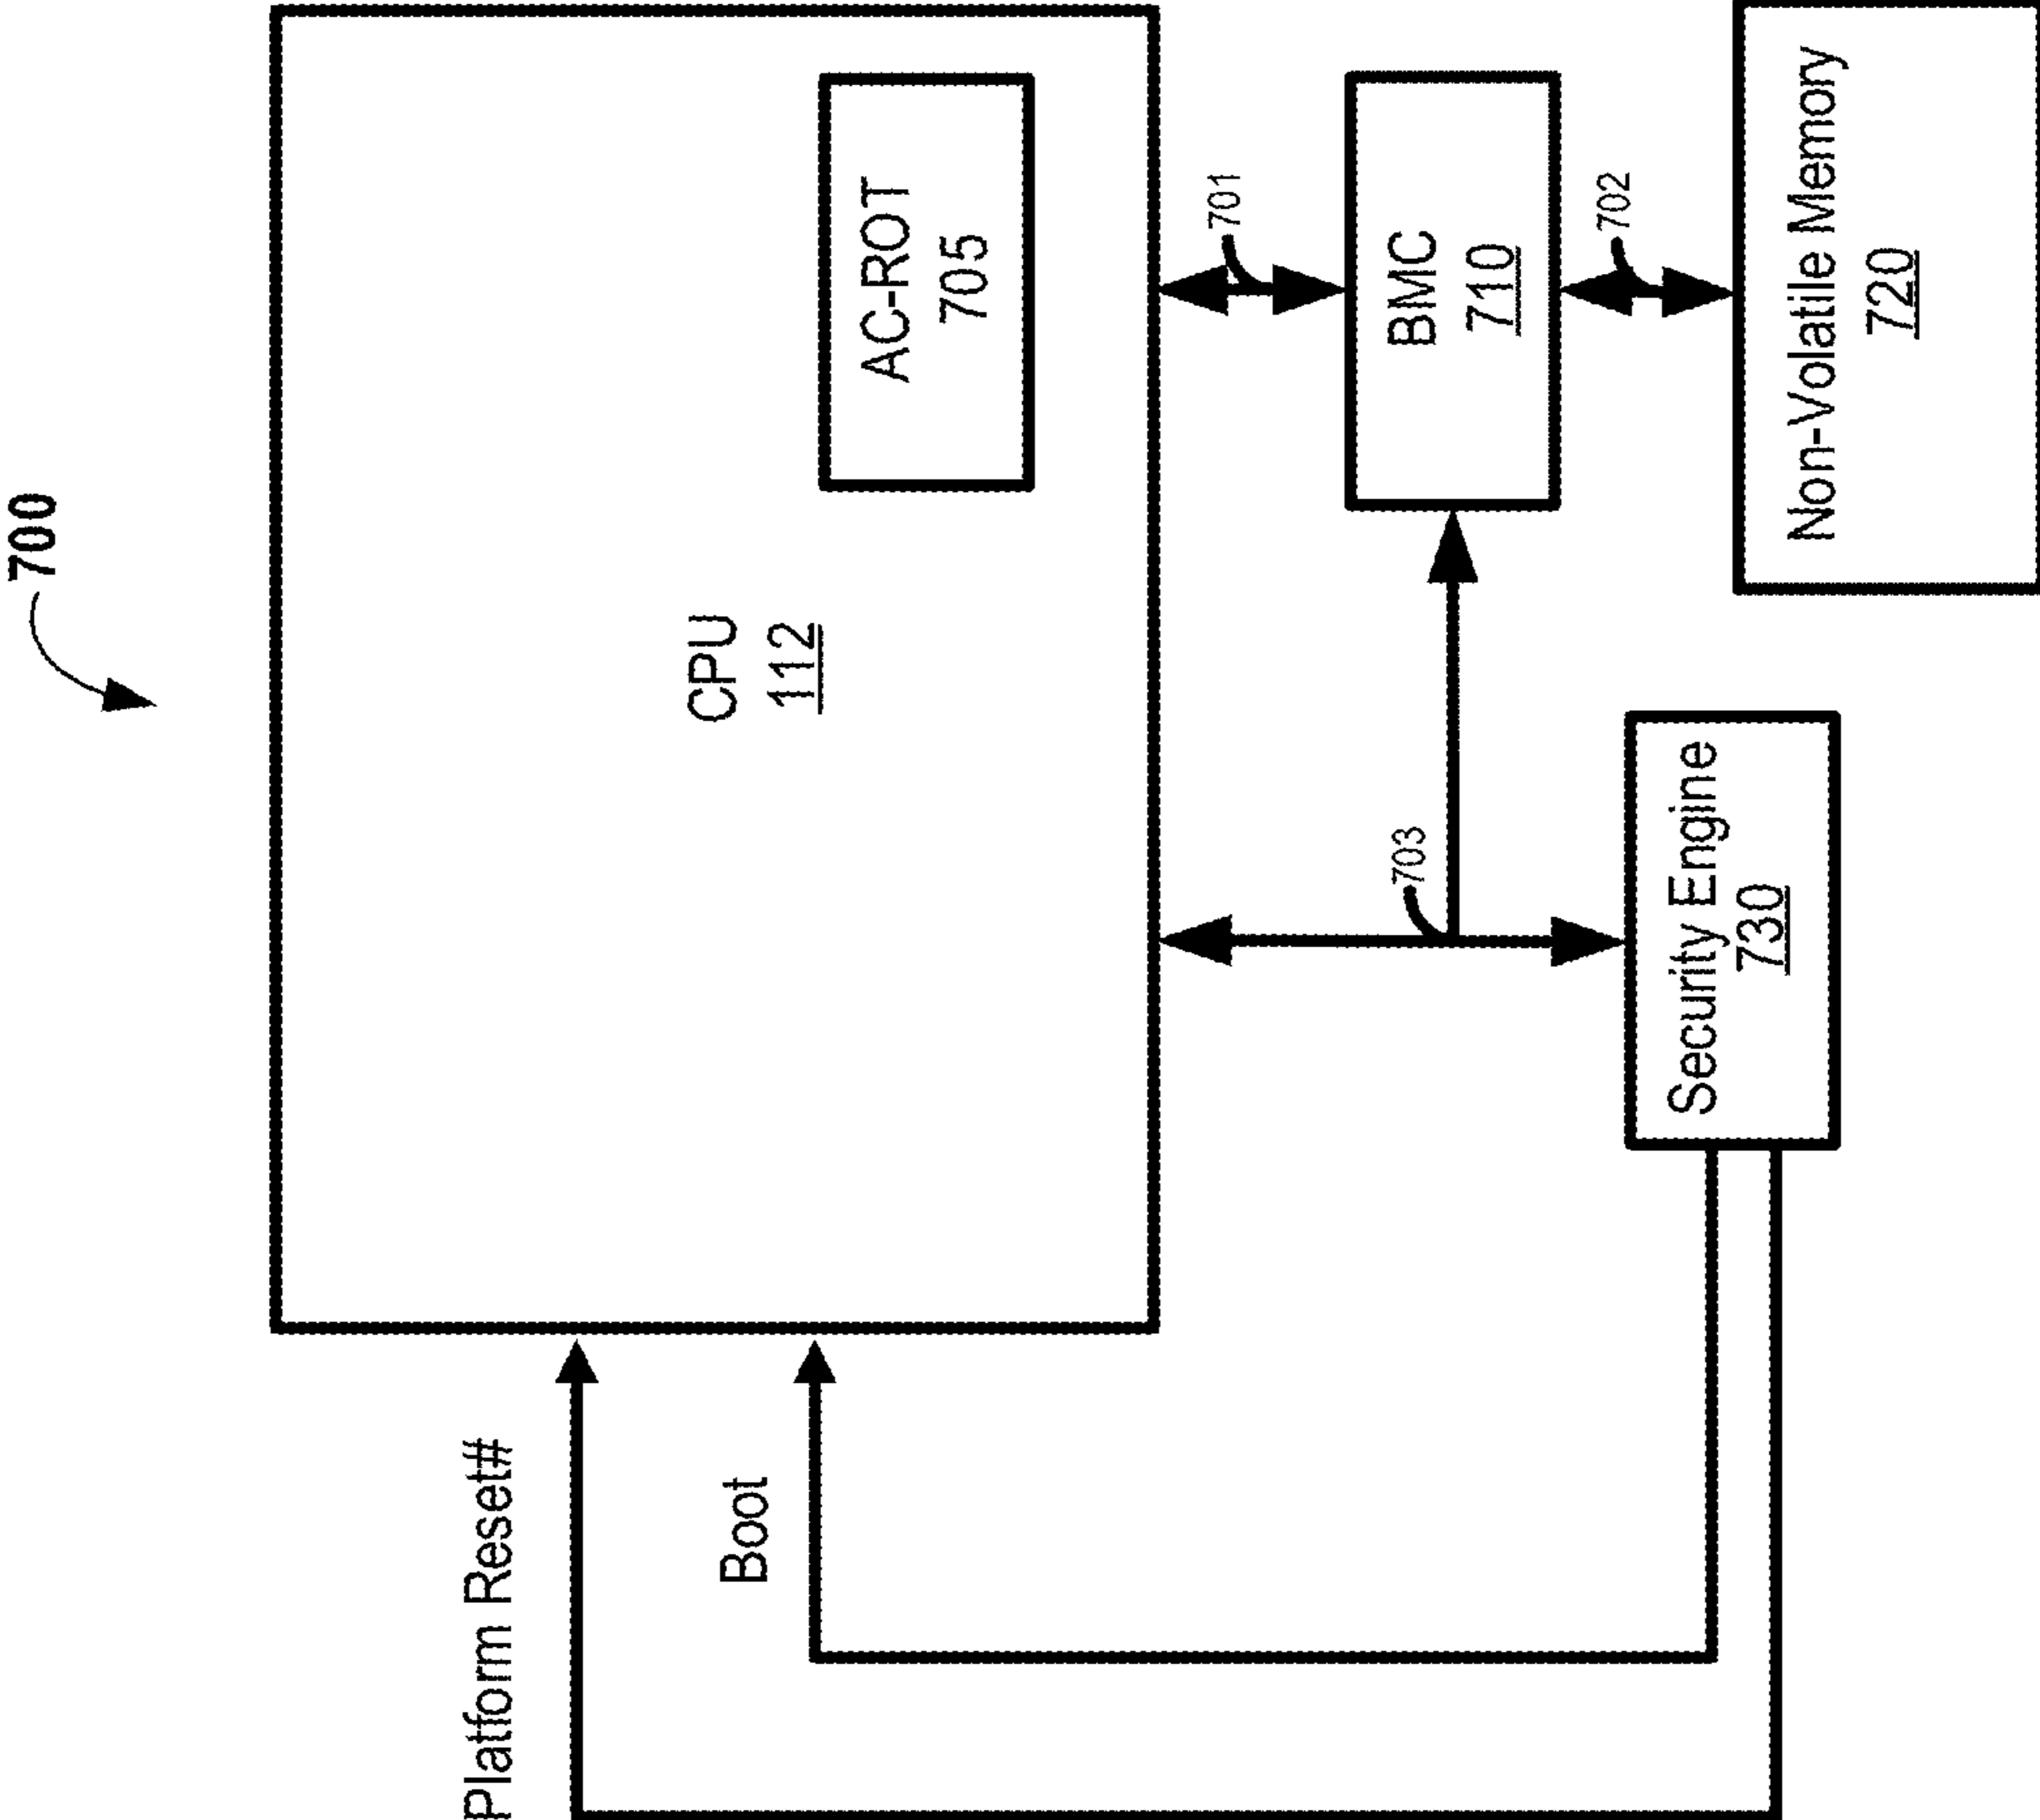 700
CPU
112
AC-ROT
705
Platform Reset#
Boot
701
BMC
710
702
703
Security Engine
730
Non-Volatile Memory
720